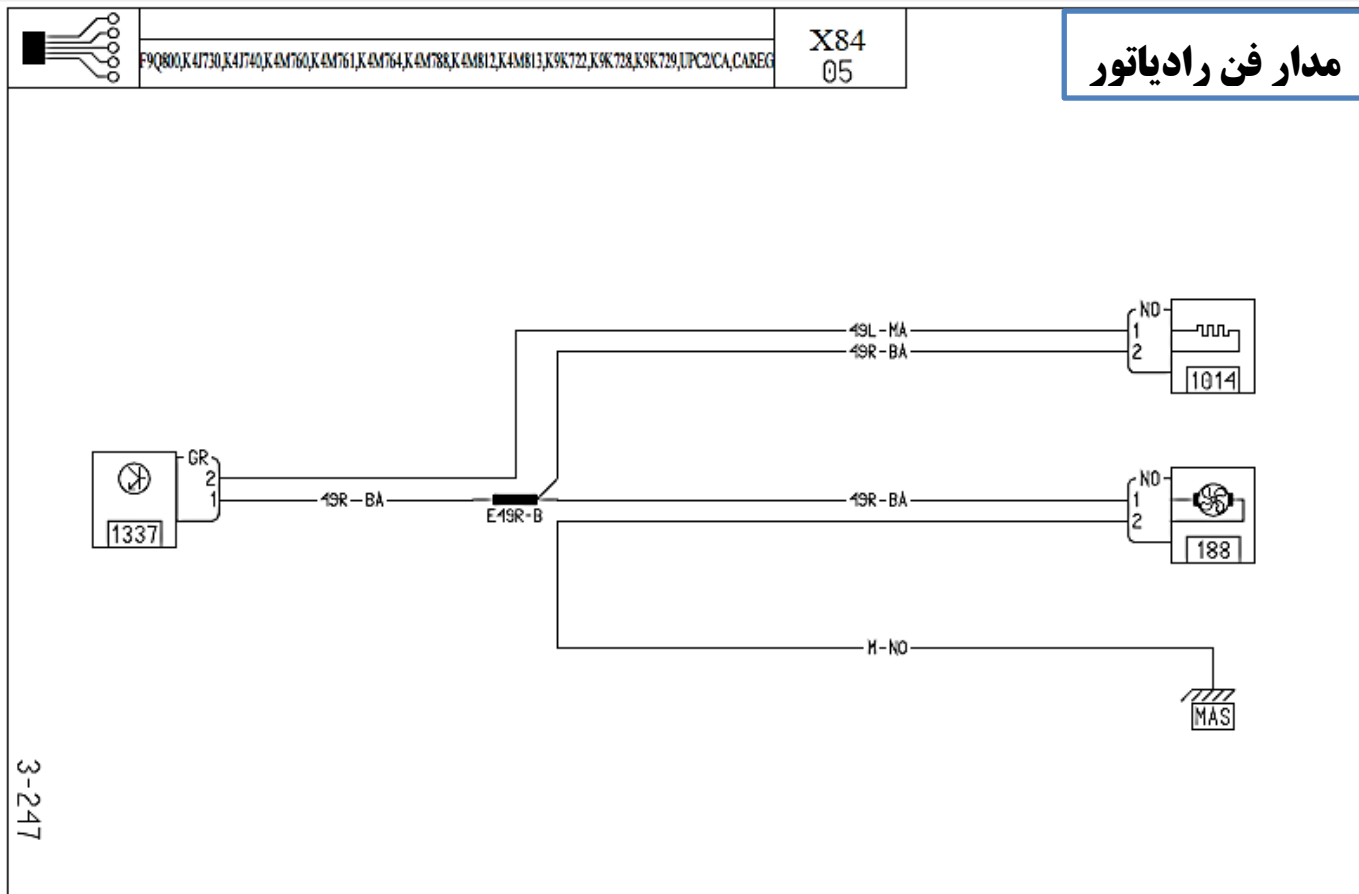 F9Q800,K4J730,K4J740,K4M760,K4M761,K4M764,K4M788,K4M812,K4M813,K9K722,K9K728,K9K729,UPC2/CA,CAREG
X84
05
مدار فن رادیاتور
49L-MA
49R-BA
NO
1
2
1014
GR
2
1
1337
49R-BA
E49R-B
49R-BA
NO
1
2
188
M-NO
MAS
3-247